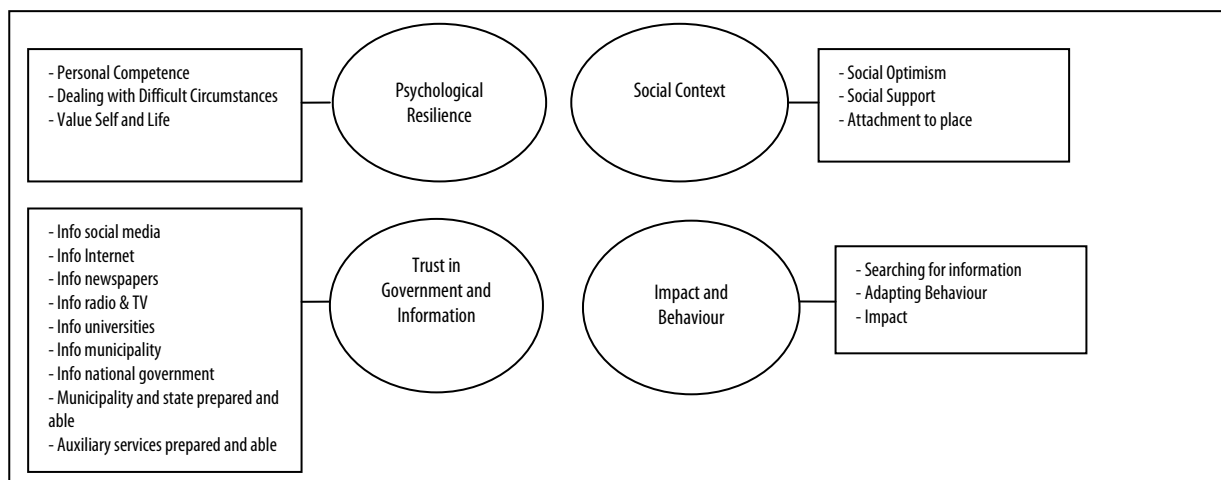 - Personal Competence
- Dealing with Difficult Circumstances
- Value Self and Life
Psychological
Resilience
Social Context
- Social Optimism
- Social Support
- Attachment to place
- Info social media
- Info Internet
- Info newspapers
- Info radio & TV
- Info universities
- Info municipality
- Info national government
- Municipality and state prepared and
able
- Auxiliary services prepared and able
Trust in
Government and
Information
Impact and
Behaviour
- Searching for information
- Adapting Behaviour
- Impact